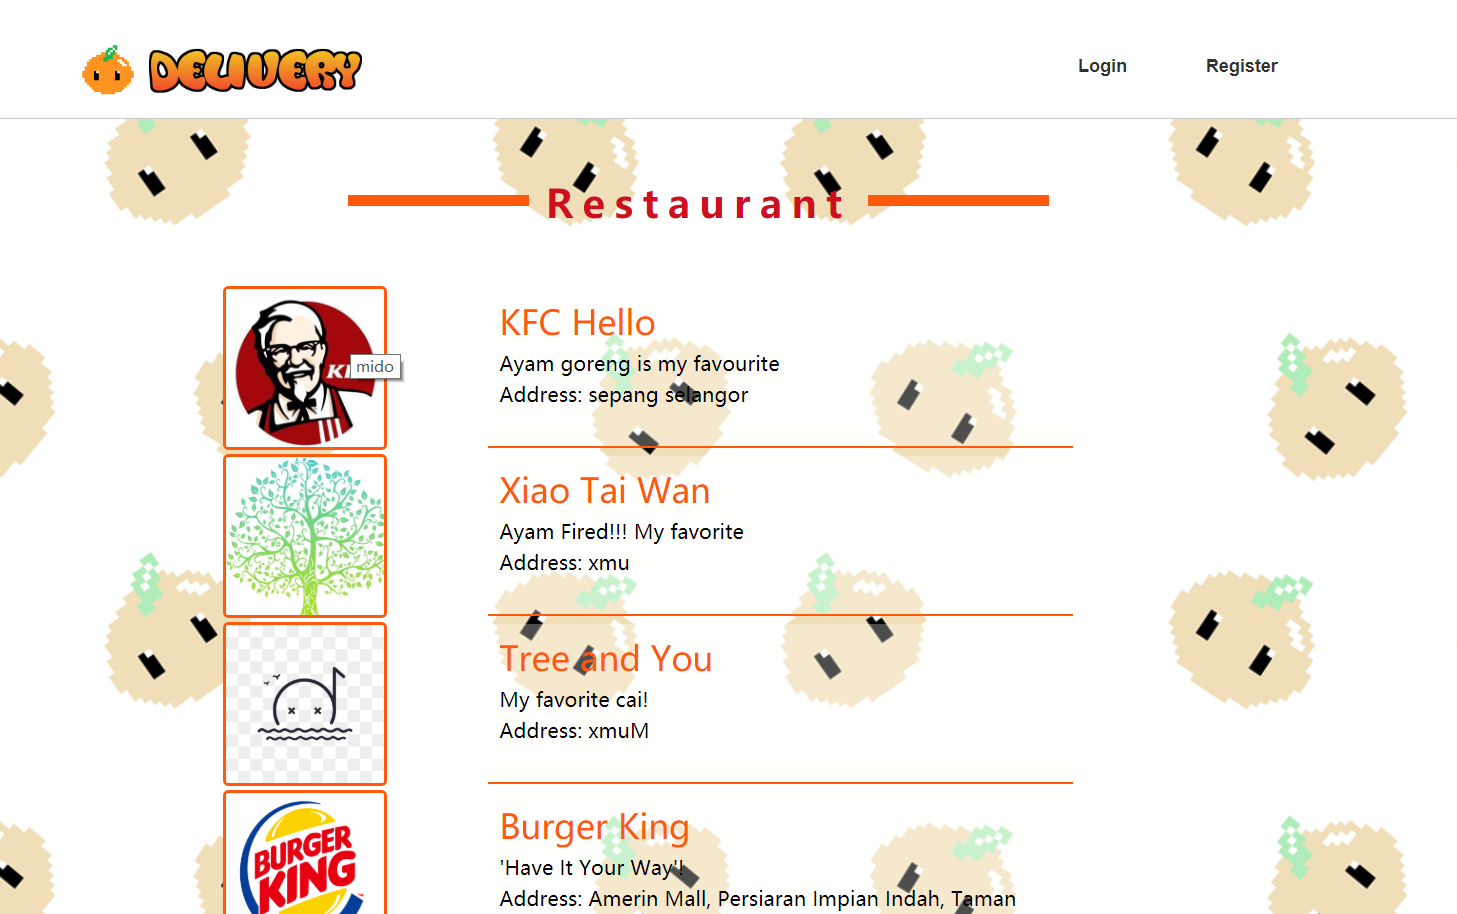 DELIVERY
Login
Register
Restaurant
KFC Hello
Ayam goreng is my favourite
Address: sepang selangor
mido
Xiao Tai Wan
Ayam Fired!!! My favorite
Address: xmu
Tree and You
My favorite cai!
Address: xmuM
BURGER
KING
Burger King
'Have It Your Way'!
Address: Amerin Mall, Persiaran Impian Indah, Taman